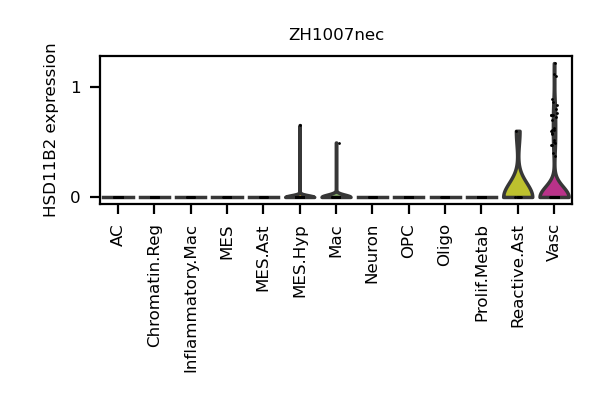 ZH1007nec
HSD11B2 expression
1
0
AC
Chromatin.Reg
Inflammatory.Mac
MES
MES.Ast
MES.Hyp
Mac
Neuron
OPC
Oligo
Prolif.Metab
Reactive.Ast
Vasc